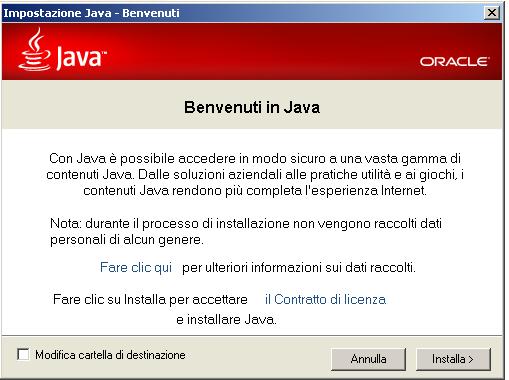 Impostazione Java - Benvenuti
Java™
ORACLE®
Benvenuti in Java
Con Java è possibile accedere in modo sicuro a una vasta gamma di
contenuti Java. Dalle soluzioni aziendali alle pratiche utilità e ai giochi, i
contenuti Java rendono più completa l'esperienza Internet.
Nota: durante il processo di installazione non vengono raccolti dati
personali di alcun genere.
Fare clic qui per ulteriori informazioni sui dati raccolti.
Fare clic su Installa per accettare il Contratto di licenza
e installare Java.
Modifica cartella di destinazione
Annulla
Installa >